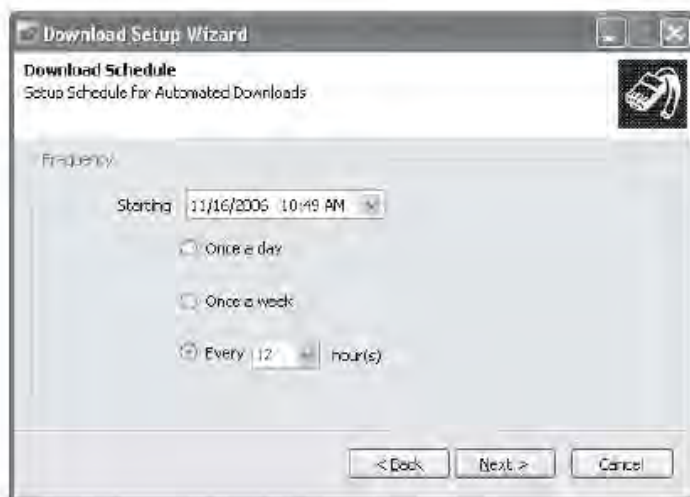 Download Setup Wizard
Download Schedule
Setup Schedule for Automated Downloads
Frequency
Starting 11/16/2006 10:49 AM
Once a day
Once a week
Every 12 hour(s)
< Back Next > Cancel